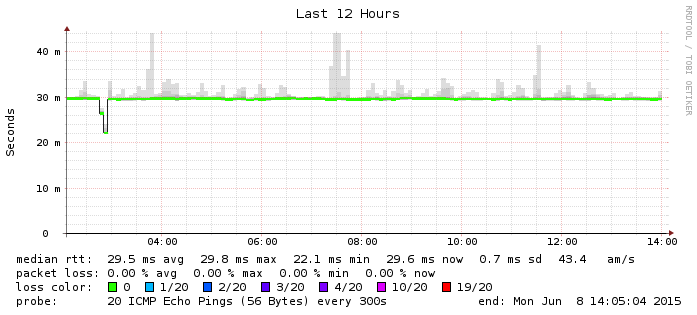 Last 12 Hours
RRDTOOL / TOBI OETIKER
Seconds
40 m
30 m
20 m
10 m
0
04:00 06:00 08:00 10:00 12:00 14:00
median rtt: 29.5 ms avg 29.8 ms max 22.1 ms min 29.6 ms now 0.7 ms sd 43.4 am/s
packet loss: 0.00 % avg 0.00 % max 0.00 % min 0.00 % now
loss color: 0 1/20 2/20 3/20 4/20 10/20 19/20
probe: 20 ICMP Echo Pings (56 Bytes) every 300s end: Mon Jun 8 14:05:04 2015